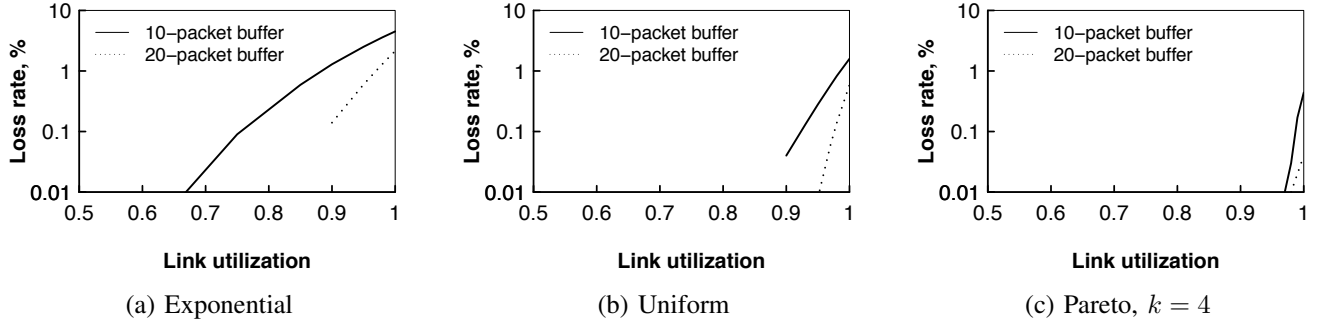 Loss rate, %
10
1
0.1
0.01
10−packet buffer
20−packet buffer
0.5 0.6 0.7 0.8 0.9 1
Link utilization
(a) Exponential
Loss rate, %
10
1
0.1
0.01
10−packet buffer
20−packet buffer
0.5 0.6 0.7 0.8 0.9 1
Link utilization
(b) Uniform
Loss rate, %
10
1
0.1
0.01
10−packet buffer
20−packet buffer
0.5 0.6 0.7 0.8 0.9 1
Link utilization
(c) Pareto, k = 4